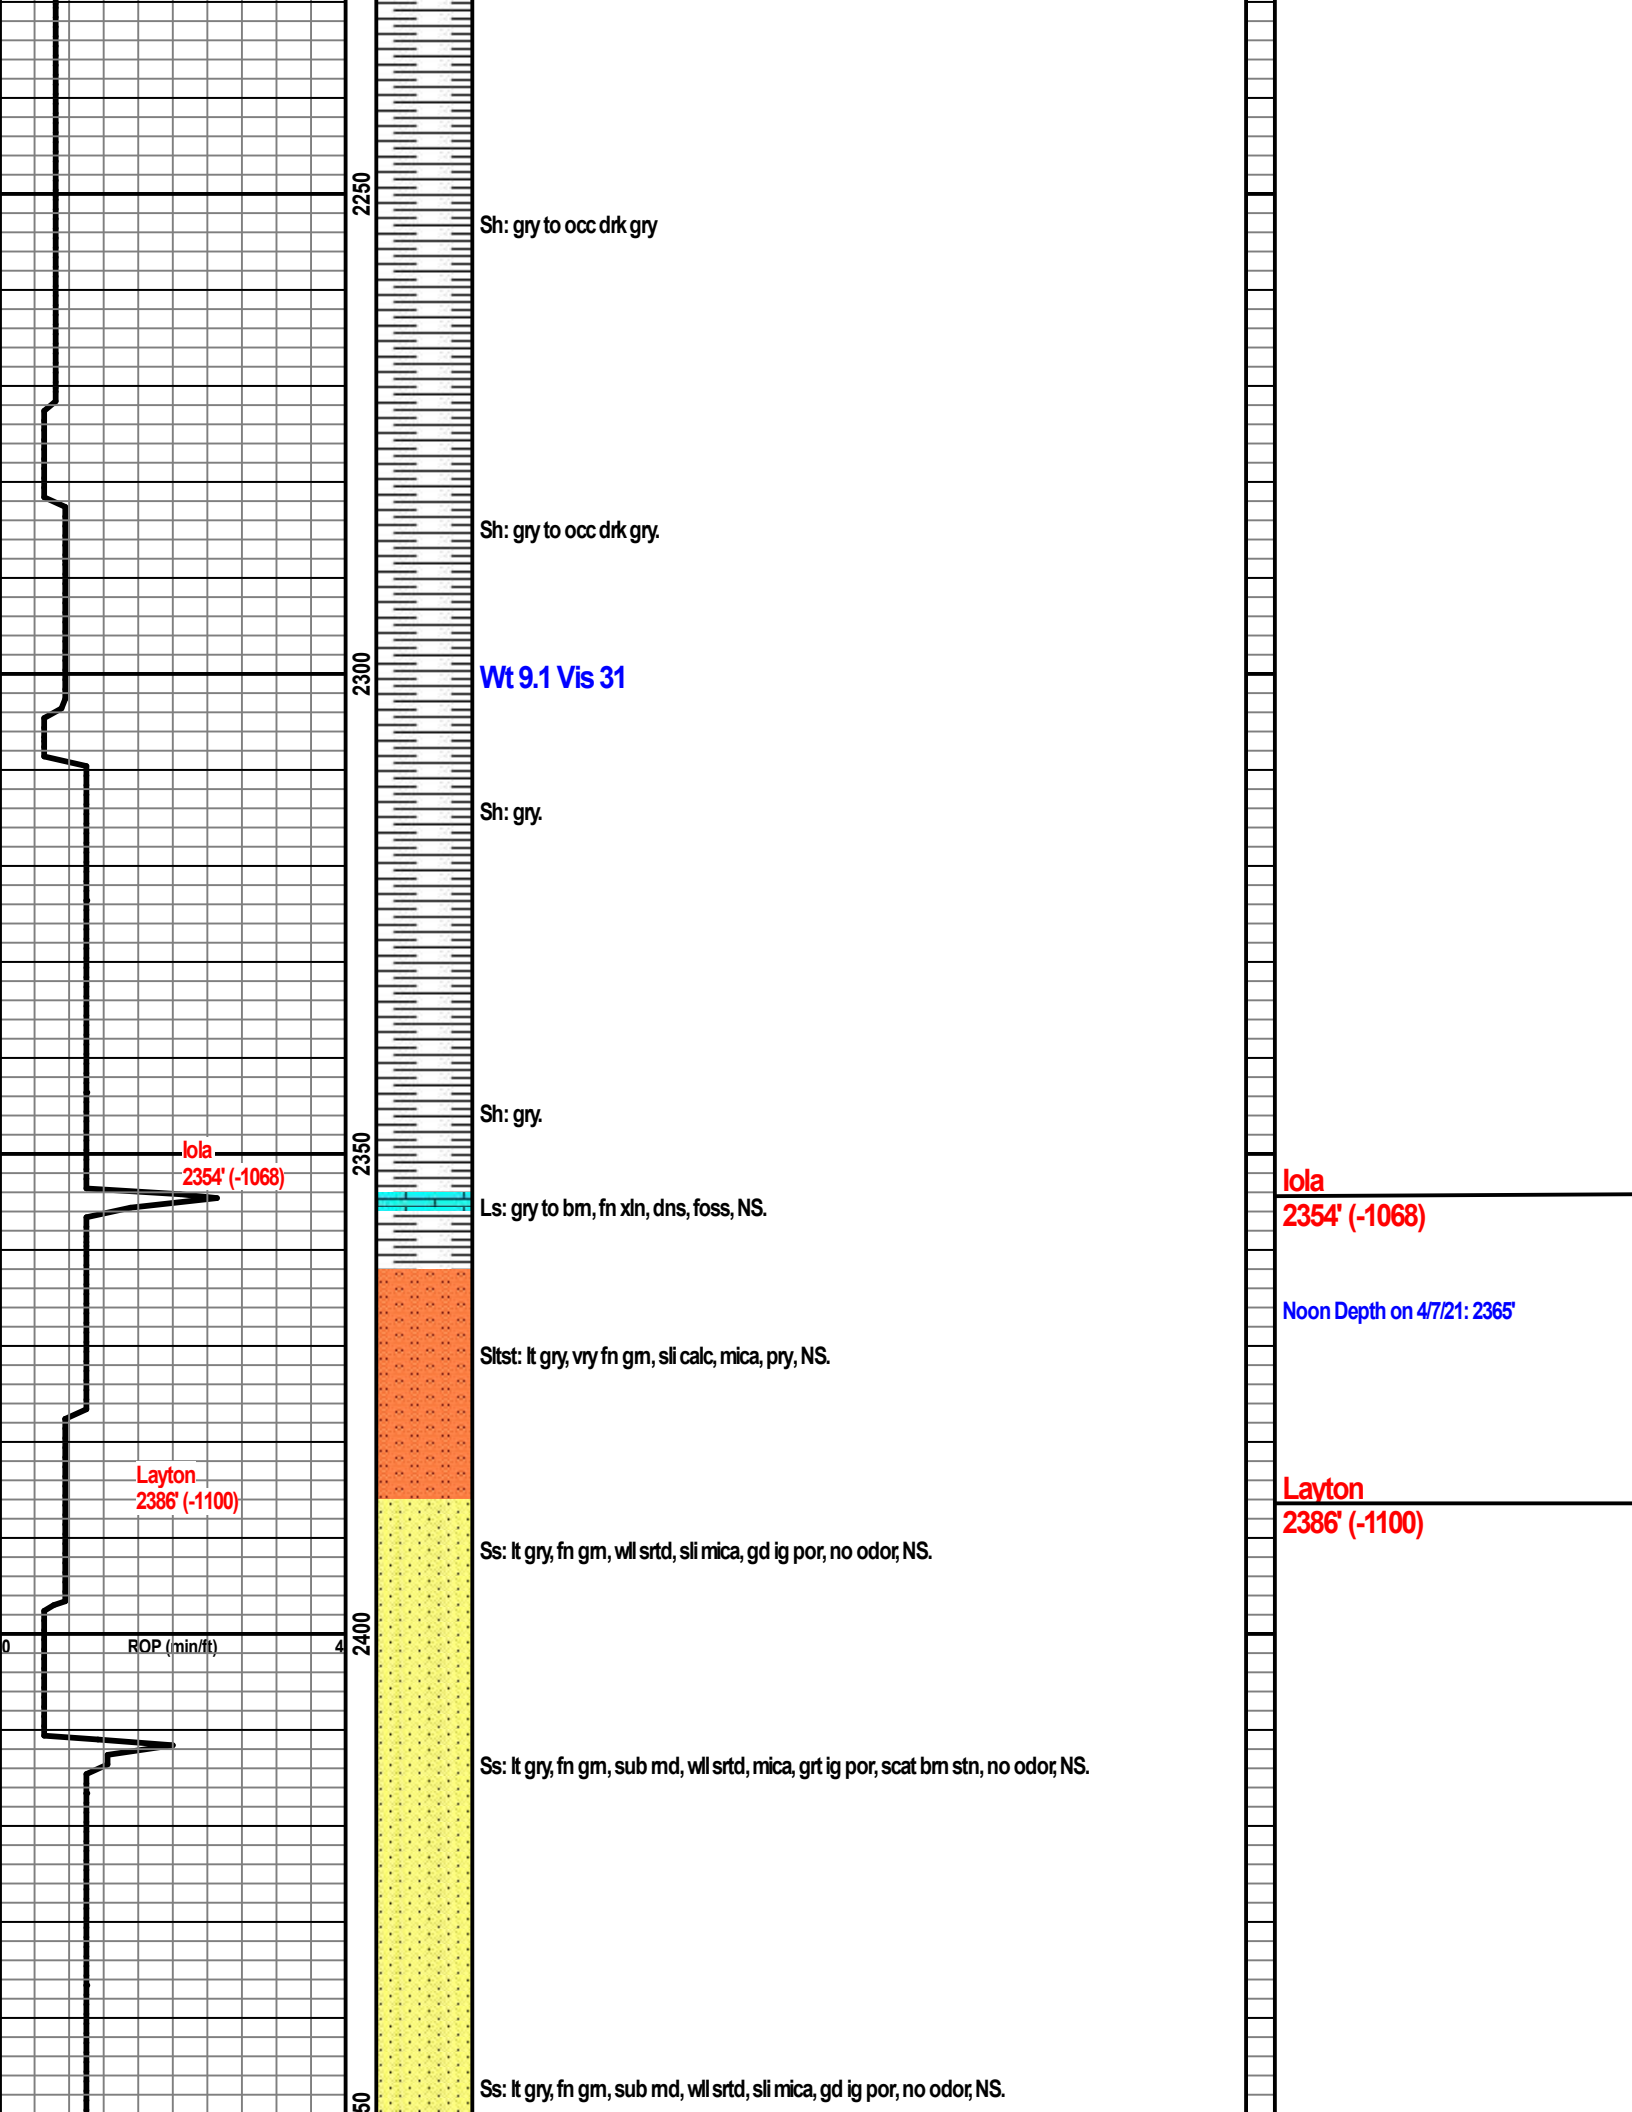 2250
Sh: gry to occ drk gry
Sh: gry to occ drk gry.
2300
Wt 9.1 Vis 31
Sh: gry.
Sh: gry.
2350
Iola
2354' (-1068)
Iola
2354' (-1068)
Ls: gry to brn, fn xln, dns, foss, NS.
Noon Depth on 4/7/21: 2365'
Sltst: lt gry, vry fn grn, sli calc, mica, pry, NS.
Layton
2386' (-1100)
Layton
2386' (-1100)
Ss: lt gry, fn grn, wll srtd, sli mica, gd ig por, no odor, NS.
2400
0 ROP (min/ft) 4
Ss: lt gry, fn grn, sub rnd, wll srtd, mica, grt ig por, scat brn stn, no odor, NS.
Ss: lt gry, fn grn, sub rnd, wll srtd, sli mica, gd ig por, no odor, NS.
50